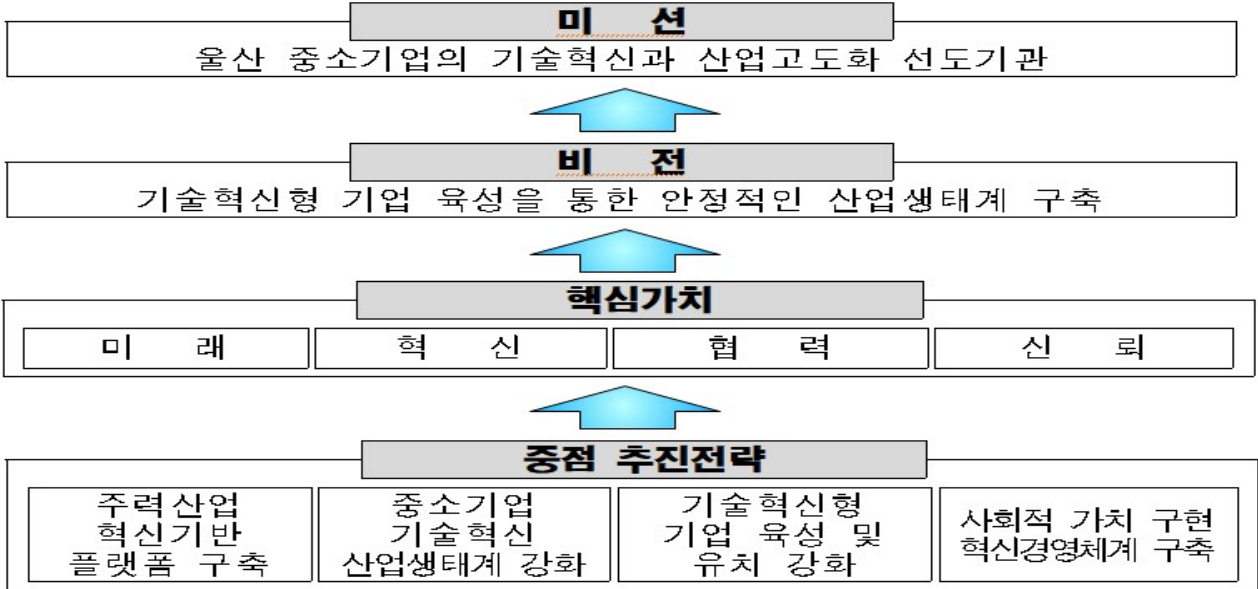 미 션
울산 중소기업의 기술혁신과 산업고도화 선도기관
비 전
기술혁신형 기업 육성을 통한 안정적인 산업생태계 구축
핵심가치
미 래
혁 신
협 력
신 뢰
중점 추진전략
주력산업
혁신기반
플랫폼 구축
중소기업
기술혁신
산업생태계 강화
기술혁신형
기업 육성 및
유치 강화
사회적 가치 구현
혁신경영체계 구축